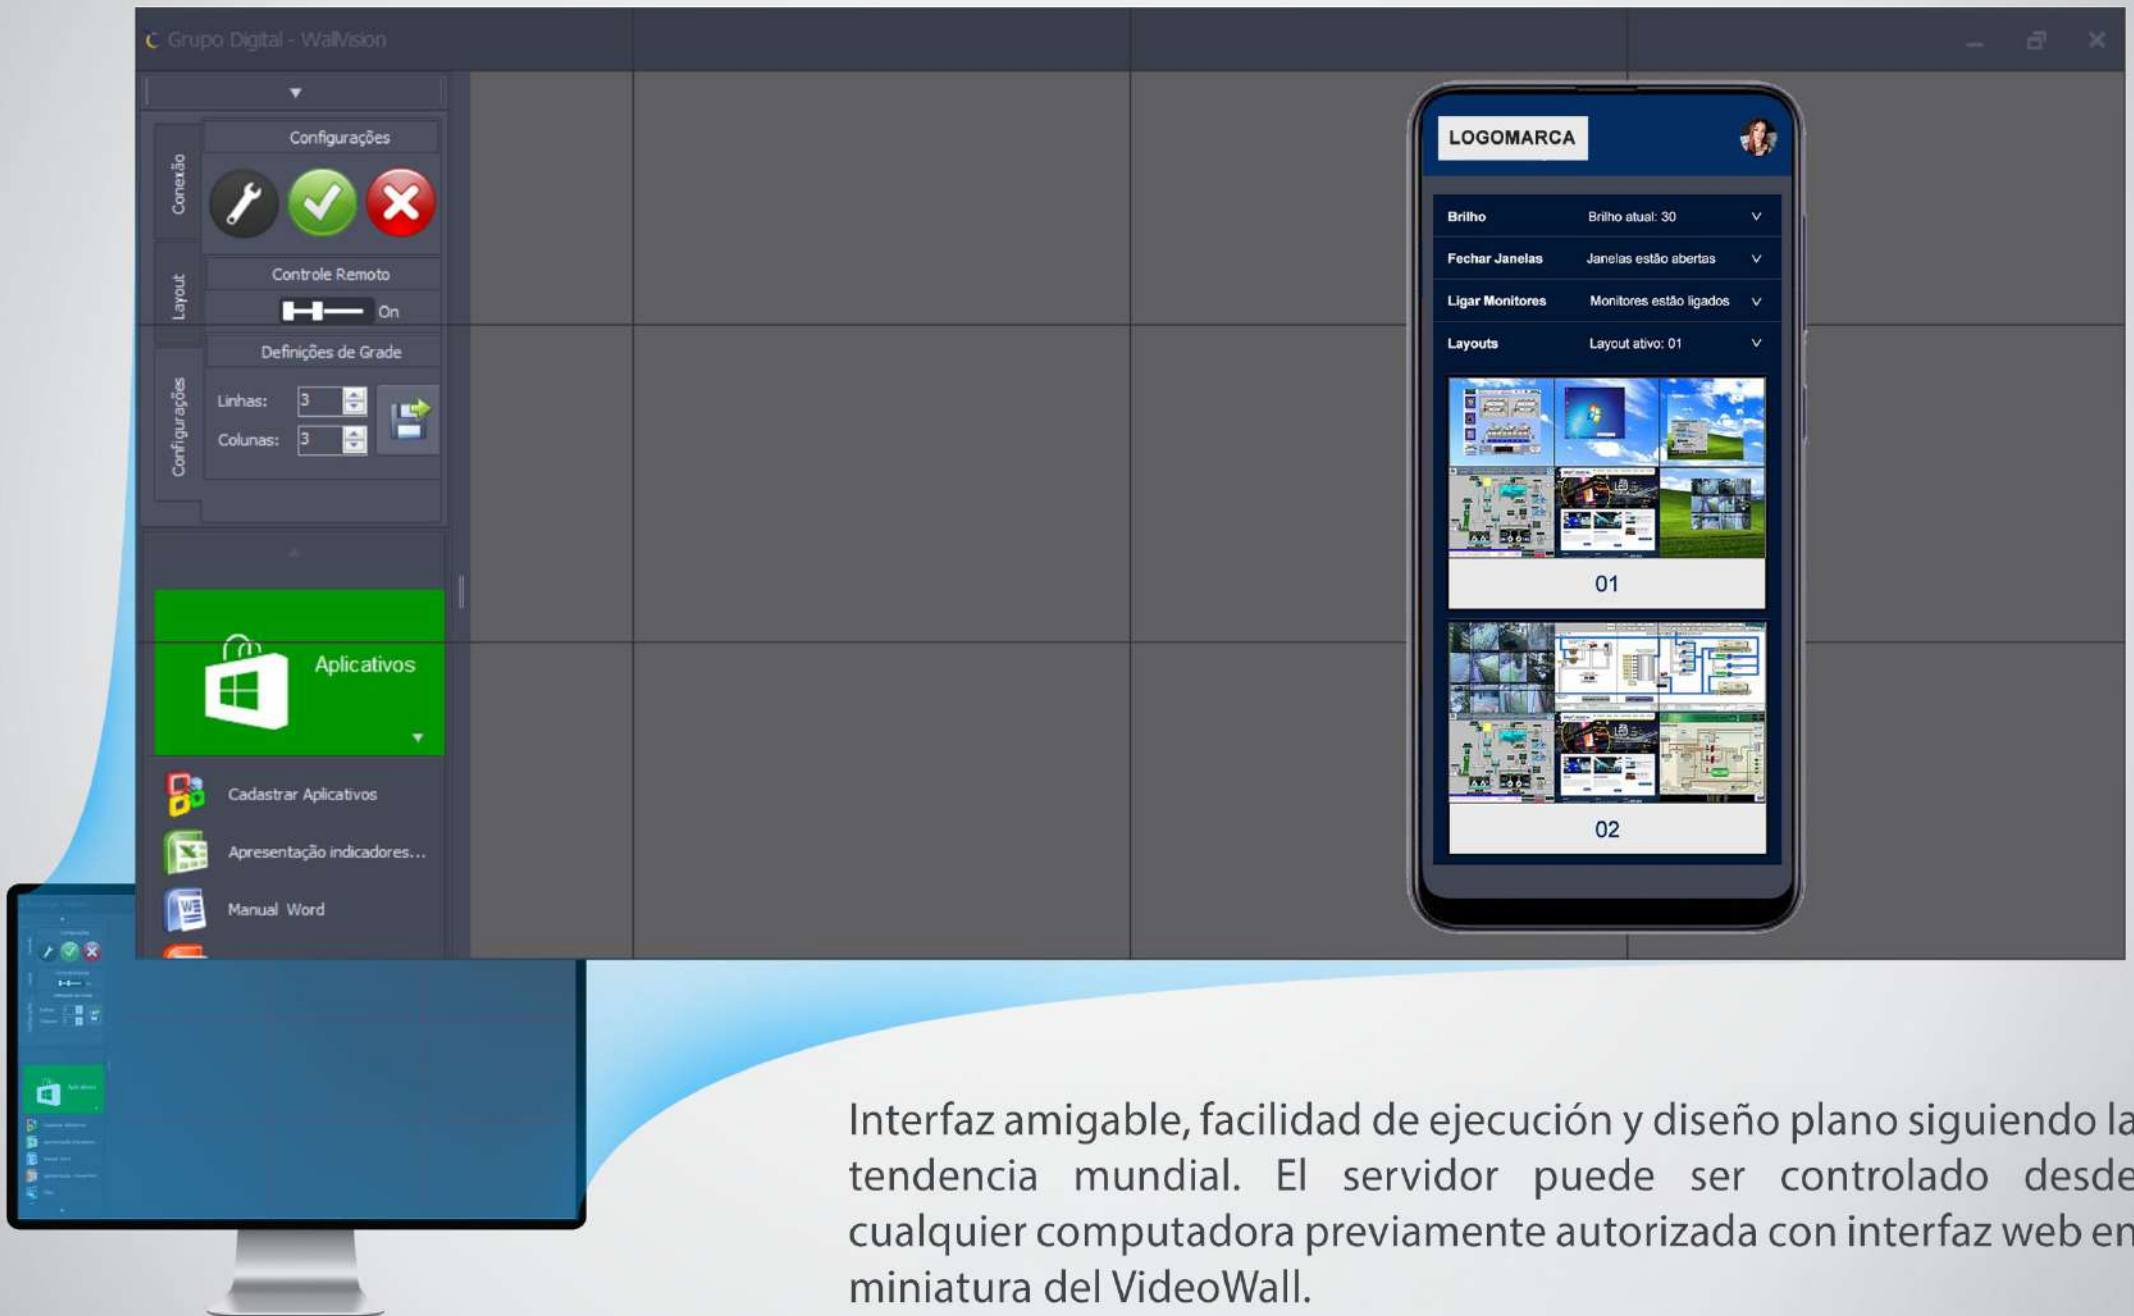 Grupo Digital - WallVision
Configurações
Conexão
Layout
Configurações
Controle Remoto
On
Definições de Grade
Linhas: 3
Colunas: 3
Aplicativos
Cadastrar Aplicativos
Apresentação indicadores...
Manual Word
LOGOMARCA
Brilho Brilho atual: 30
Fechar Janelas Janelas estão abertas
Ligar Monitores Monitores estão ligados
Layouts Layout ativo: 01
01
02
Interfaz amigable, facilidad de ejecución y diseño plano siguiendo la
tendencia mundial. El servidor puede ser controlado desde
cualquier computadora previamente autorizada con interfaz web en
miniatura del VideoWall.